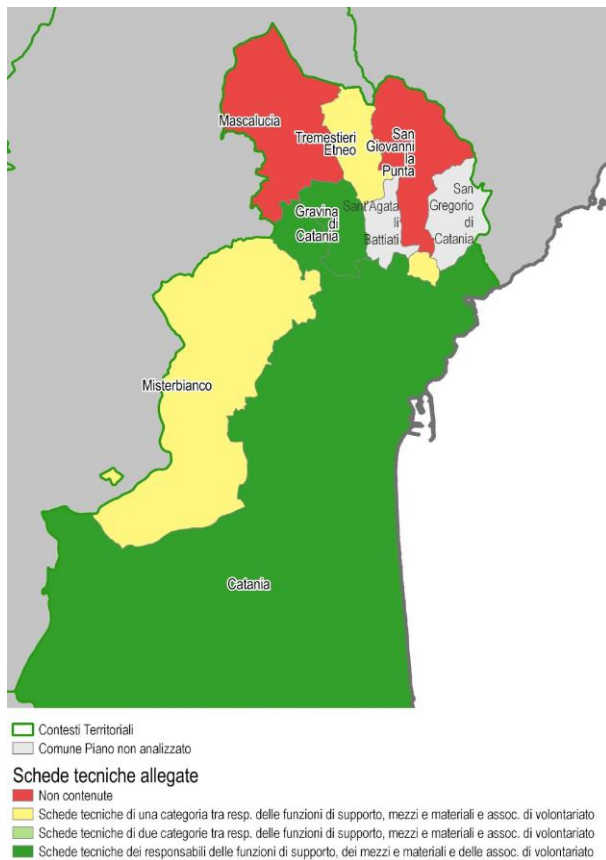 Mascalucia
Tremestieri
Etneo
San
Giovanni
la
Punta
Gravina
di
Catania
Sant'Agata
li
Battiati
San
Gregorio
di
Catania
Misterbianco
Catania
Contesti Territoriali
Comune Piano non analizzato
Schede tecniche allegate
Non contenute
Schede tecniche di una categoria tra resp. delle funzioni di supporto, mezzi e materiali e assoc. di volontariato
Schede tecniche di due categorie tra resp. delle funzioni di supporto, mezzi e materiali e assoc. di volontariato
Schede tecniche dei responsabili delle funzioni di supporto, dei mezzi e materiali e delle assoc. di volontariato